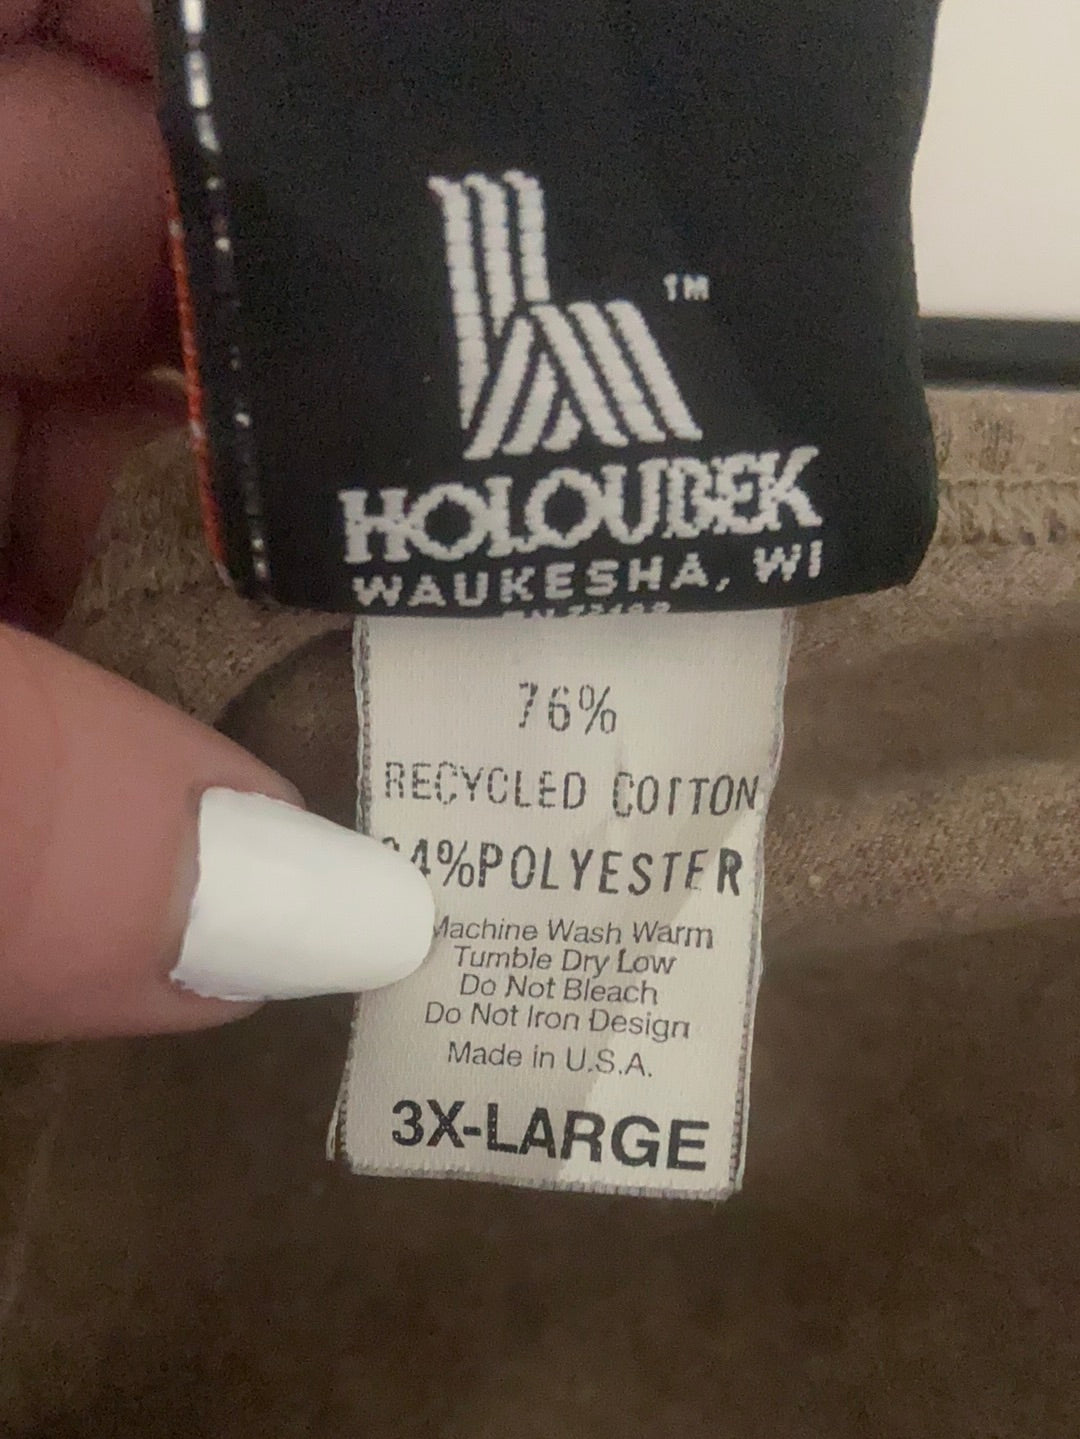 TM
HOLOUBEK
WAUKESHA, WI
76%
RECYCLED COTTON
4%POLYESTER
Machine Wash Warm
Tumble Dry Low
Do Not Bleach
Do Not Iron Design
Made in U.S.A.
3X-LARGE